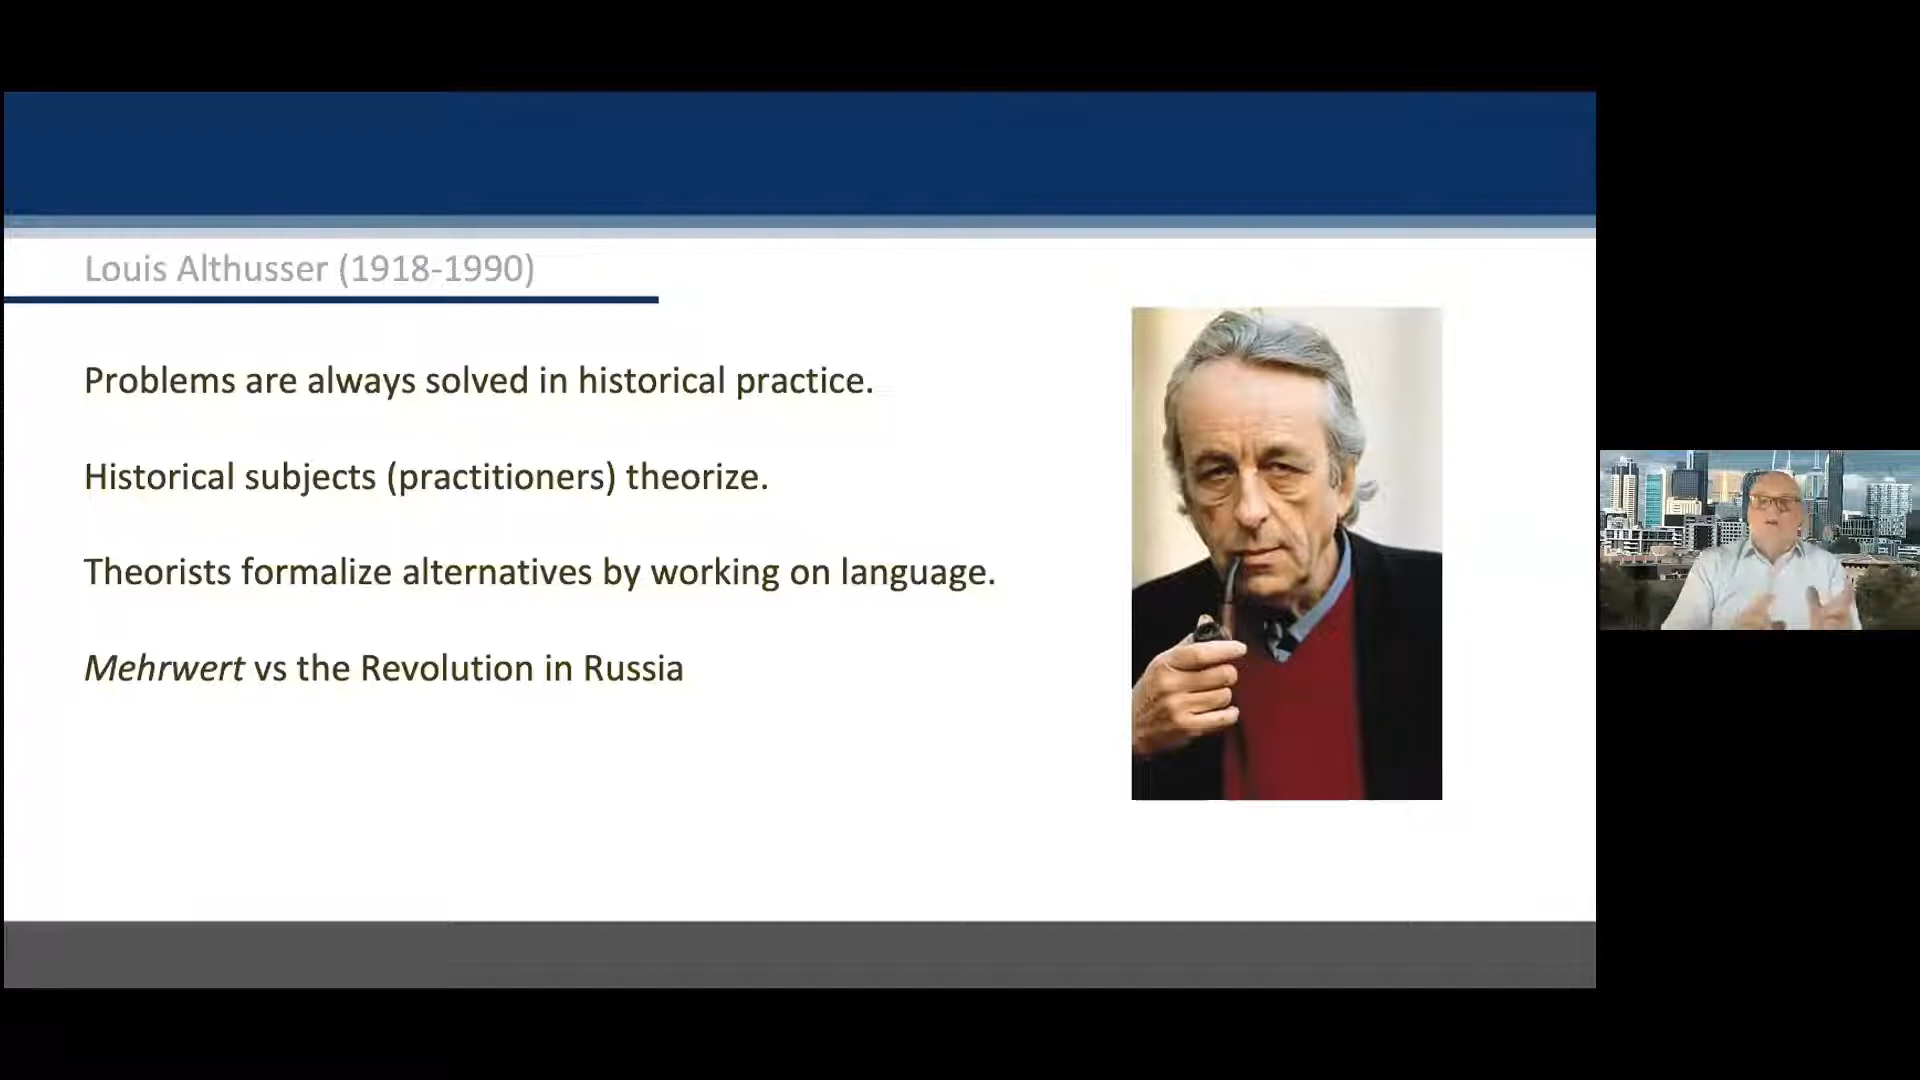 Louis Althusser (1918-1990)
Problems are always solved in historical practice.
Historical subjects (practitioners) theorize.
Theorists formalize alternatives by working on language.
Mehrwert vs the Revolution in Russia